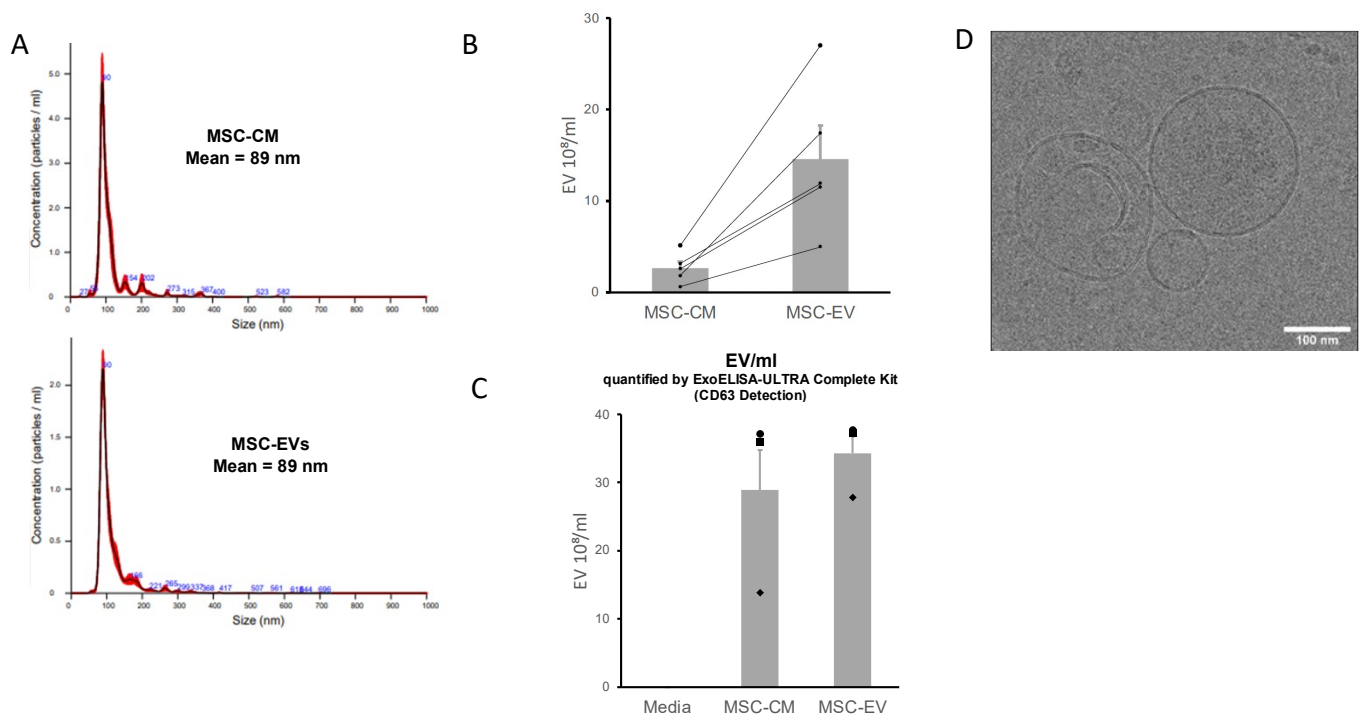 A
Concentration (particles / ml)
5.0
4.0
3.0
2.0
1.0
0
90
154
202
273
315
367
400
523
582
MSC-CM
Mean = 89 nm
0 100 200 300 400 500 600 700 800 900 1000
Size (nm)
Concentration (particles / ml)
2.0
1.5
1.0
0.5
0
90
221
265
299
337
368
417
507
561
696
MSC-EVs
Mean = 89 nm
0 100 200 300 400 500 600 700 800 900 1000
Size (nm)
B
EV 10⁸/ml
30
20
10
0
MSC-CM MSC-EV
C
EV/ml
quantified by ExoELISA-ULTRA Complete Kit
(CD63 Detection)
EV 10⁸/ml
40
30
20
10
0
Media MSC-CM MSC-EV
D
100 nm